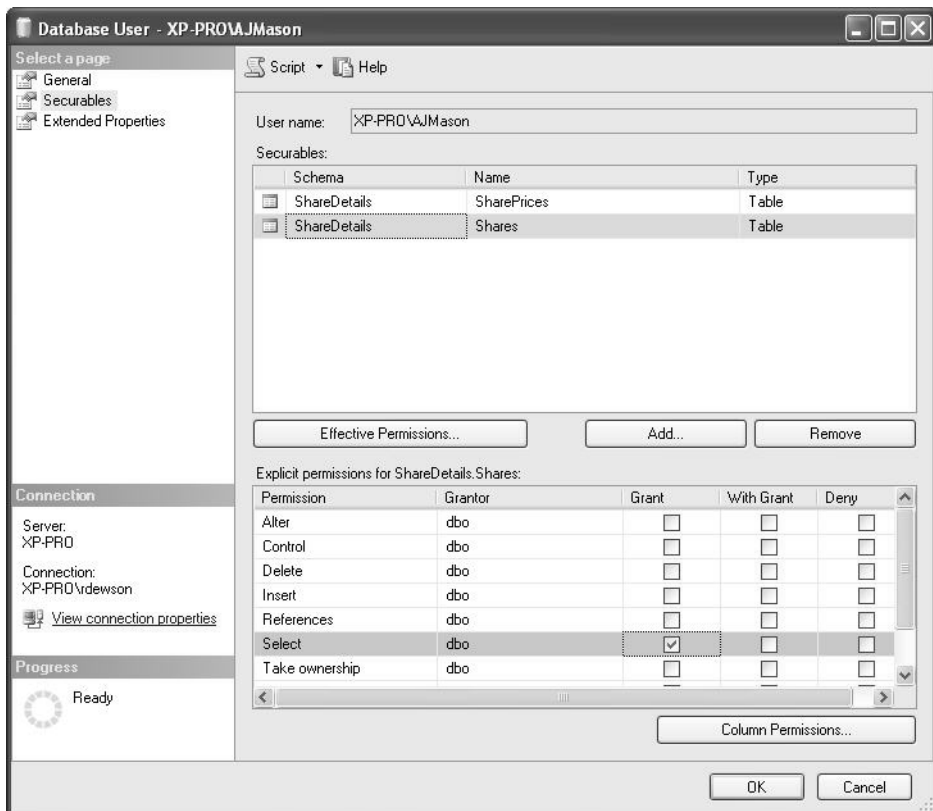 Database User - XP-PRO\AJMason
Select a page
General
Securables
Extended Properties
Script Help
User name: XP-PRO\AJMason
Securables:
Schema Name Type
ShareDetails SharePrices Table
ShareDetails Shares Table
Effective Permissions... Add... Remove
Explicit permissions for ShareDetails.Shares:
Permission Grantor Grant With Grant Deny
Alter dbo
Control dbo
Delete dbo
Insert dbo
References dbo
Select dbo
Take ownership dbo
Column Permissions...
Connection
Server:
XP-PRO
Connection:
XP-PRO\rdewson
View connection properties
Progress
Ready
OK Cancel